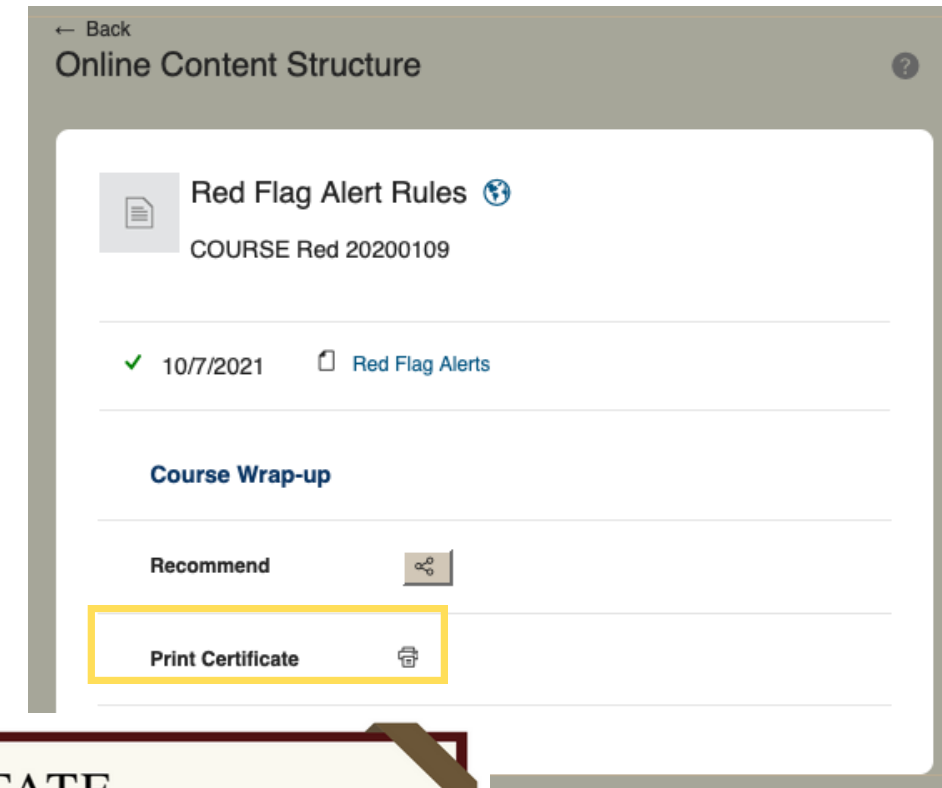 ← Back
Online Content Structure
?
Red Flag Alert Rules
COURSE Red 20200109
10/7/2021 Red Flag Alerts
Course Wrap-up
Recommend
Print Certificate